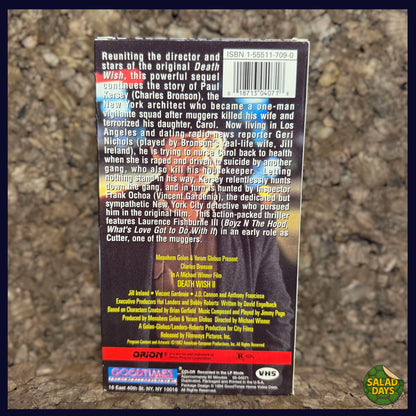 Reuniting the director and
stars of the original Death
Wish, this powerful sequel
continues the story of Paul
Kersey (Charles Bronson), the
New York architect who became a one-man
vigilante squad after muggers killed his wife and
terrorized his daughter, Carol. Now living in Los
Angeles and dating radio news reporter Geri
Nichols (played by Bronson's real-life wife, Jill
Ireland), he is trying to nurse Carol back to health
when she is raped and driven to suicide by another
gang, who also kill his housekeeper. Letting
nothing stand in his way, Kersey relentlessly hunts
down the gang, and in turn is hunted by Inspector
Frank Ochoa (Vincent Gardenia), the dedicated but
sympathetic New York City detective who pursued
him in the original film. This action-packed thriller
features Laurence Fishburne III (Boyz N The Hood,
What's Love Got To Do With It) in an early role as
Cutter, one of the muggers.
ISBN 1-55511-709-0
0 18713 04071 6
Menahem Golan & Yoram Globus Present
Charles Bronson
In A Michael Winner Film
DEATH WISH II
Jill Ireland • Vincent Gardenia • J.D. Cannon and Anthony Franciosa
Executive Producers Hal Landers and Bobby Roberts Written by David Engelbach
Based on Characters Created by Brian Garfield Music Composed and Played by Jimmy Page
Produced by Menahem Golan & Yoram Globus Directed by Michael Winner
A Golan-Globus/Landers-Roberts Production for City Films
Released by Filmways Pictures, Inc.
ORION
R
GOODTIMES
16 East 40th St. NY, NY 10016
COLOR Recorded in the LP Mode
Duplicated, Packaged and Printed in the U.S.A.
VHS
SALAD
DAYS